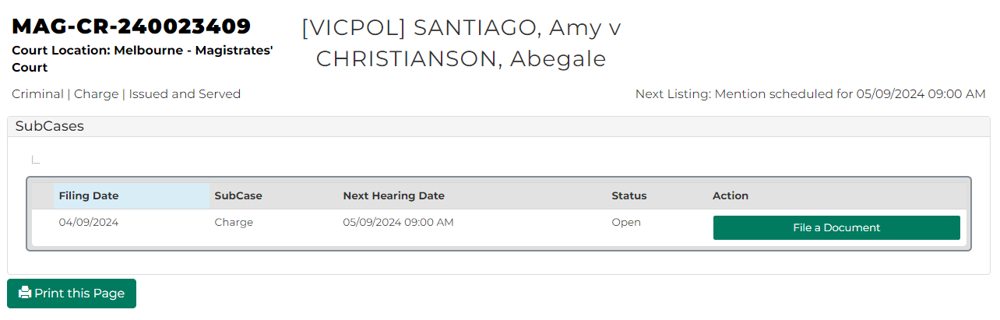 MAG-CR-240023409
[VICPOL] SANTIAGO, Amy v
CHRISTIANSON, Abegale
Court Location: Melbourne - Magistrates'
Court
Criminal | Charge | Issued and Served
Next Listing: Mention scheduled for 05/09/2024 09:00 AM
SubCases
Filing Date SubCase Next Hearing Date Status Action
04/09/2024 Charge 05/09/2024 09:00 AM Open File a Document
Print this Page